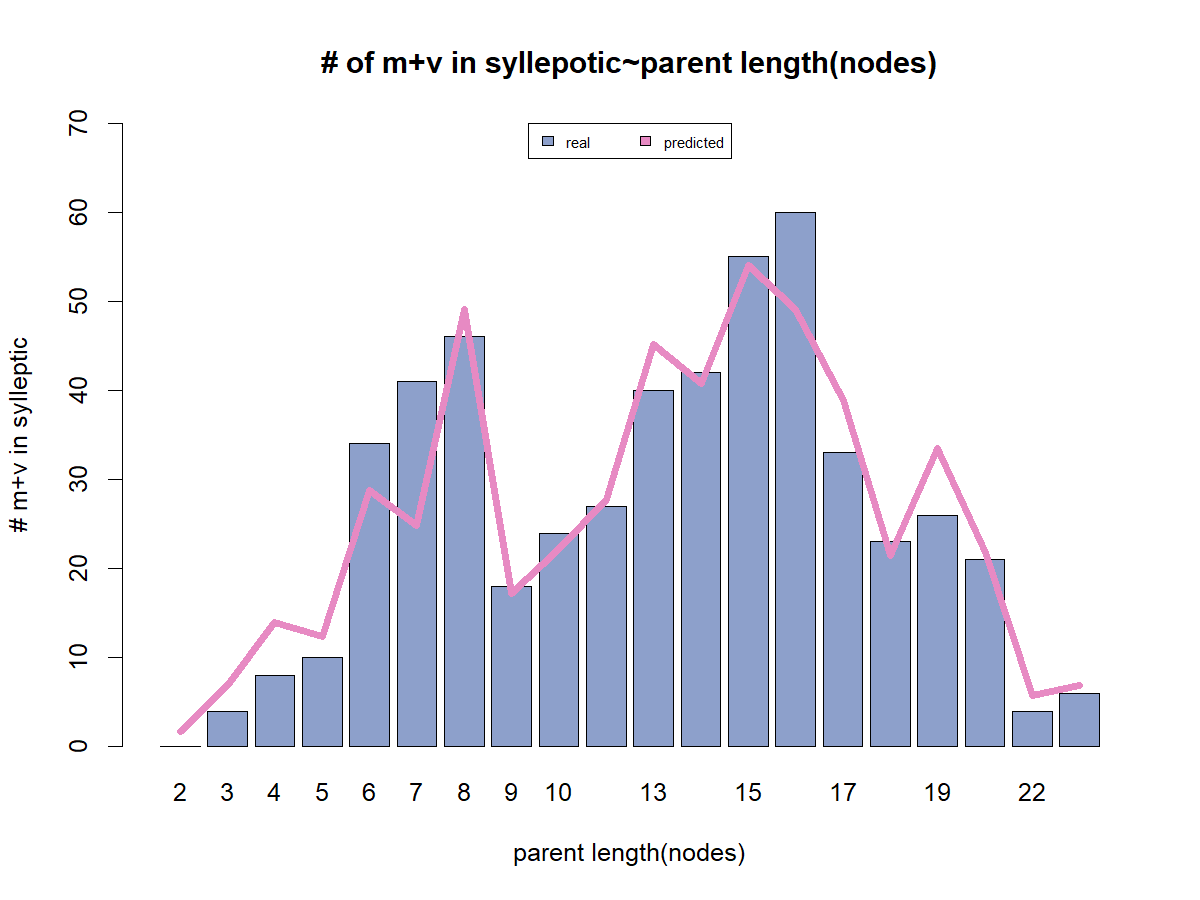 # of m+v in syllepotic~parent length(nodes)
real predicted
# m+v in sylleptic
70
60
50
40
30
20
10
0
2 3 4 5 6 7 8 9 10 13 15 17 19 22
parent length(nodes)